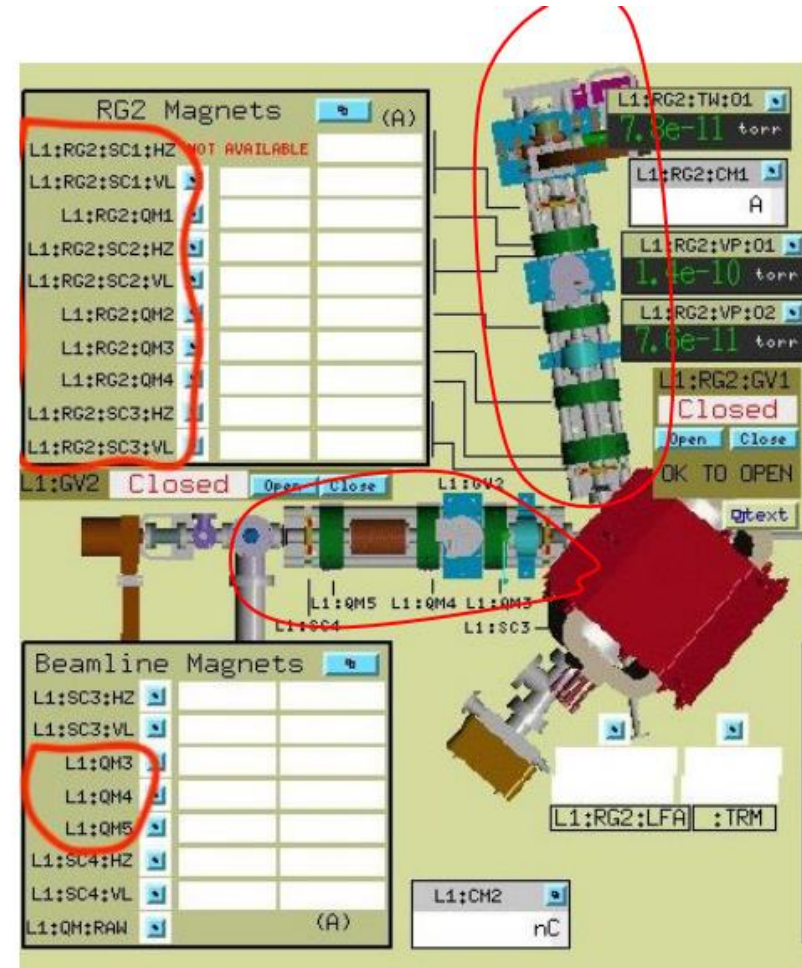 RG2 Magnets (A)
L1:RG2:SC1:HZ NOT AVAILABLE
L1:RG2:SC1:VL
L1:RG2:QM1
L1:RG2:SC2:HZ
L1:RG2:SC2:VL
L1:RG2:QM2
L1:RG2:QM3
L1:RG2:QM4
L1:RG2:SC3:HZ
L1:RG2:SC3:VL
L1:RG2:TW:01
7.8e-11 torr
L1:RG2:CM1
A
L1:RG2:VP:01
1.4e-10 torr
L1:RG2:VP:02
7.6e-11 torr
L1:RG2:GV1
Closed
Open Close
OK TO OPEN
text
L1:GV2 Closed Open Close L1:GV2
L1:QM5 L1:QM4 L1:QM3
L1:SC4 L1:SC3
Beamline Magnets
L1:SC3:HZ
L1:SC3:VL
L1:QM3
L1:QM4
L1:QM5
L1:SC4:HZ
L1:SC4:VL
L1:QM:RAW (A)
L1:RG2:LFA :TRM
L1:CM2
nC